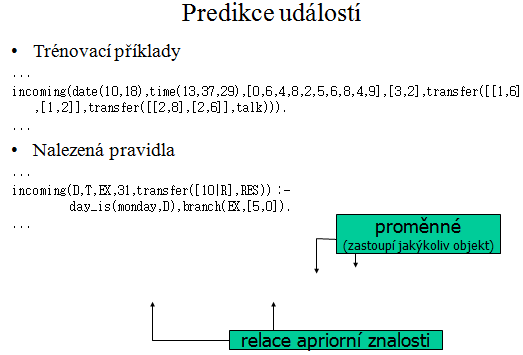 Predikce událostí
• Trénovací příklady
...
incoming(date(10,18),time(13,37,29),[0,6,4,8,2,5,6,8,4,9],[3,2],transfer([[1,6]
,[1,2]],transfer([[2,8],[2,6]],talk))).
...
• Nalezená pravidla
...
incoming(D,T,EX,31,transfer([10|R],RES)) :-
day_is(monday,D),branch(EX,[5,0]).
...
proměnné
(zastoupí jakýkoliv objekt)
relace apriorní znalosti